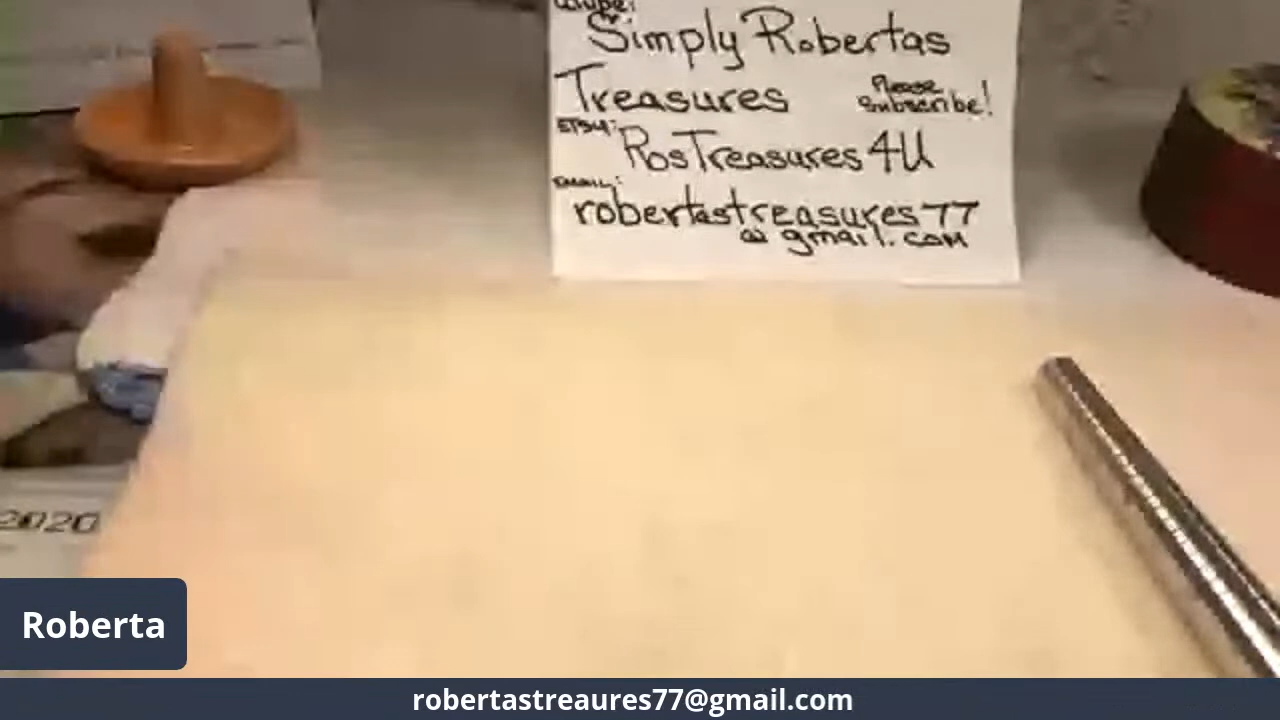 Simply Robertas
Treasures
Please
Subscribe!
ETSY:
RosTreasures4U
EMAIL:
robertastreasures77
@ gmail.com
2020
Roberta
robertastreaures77@gmail.com